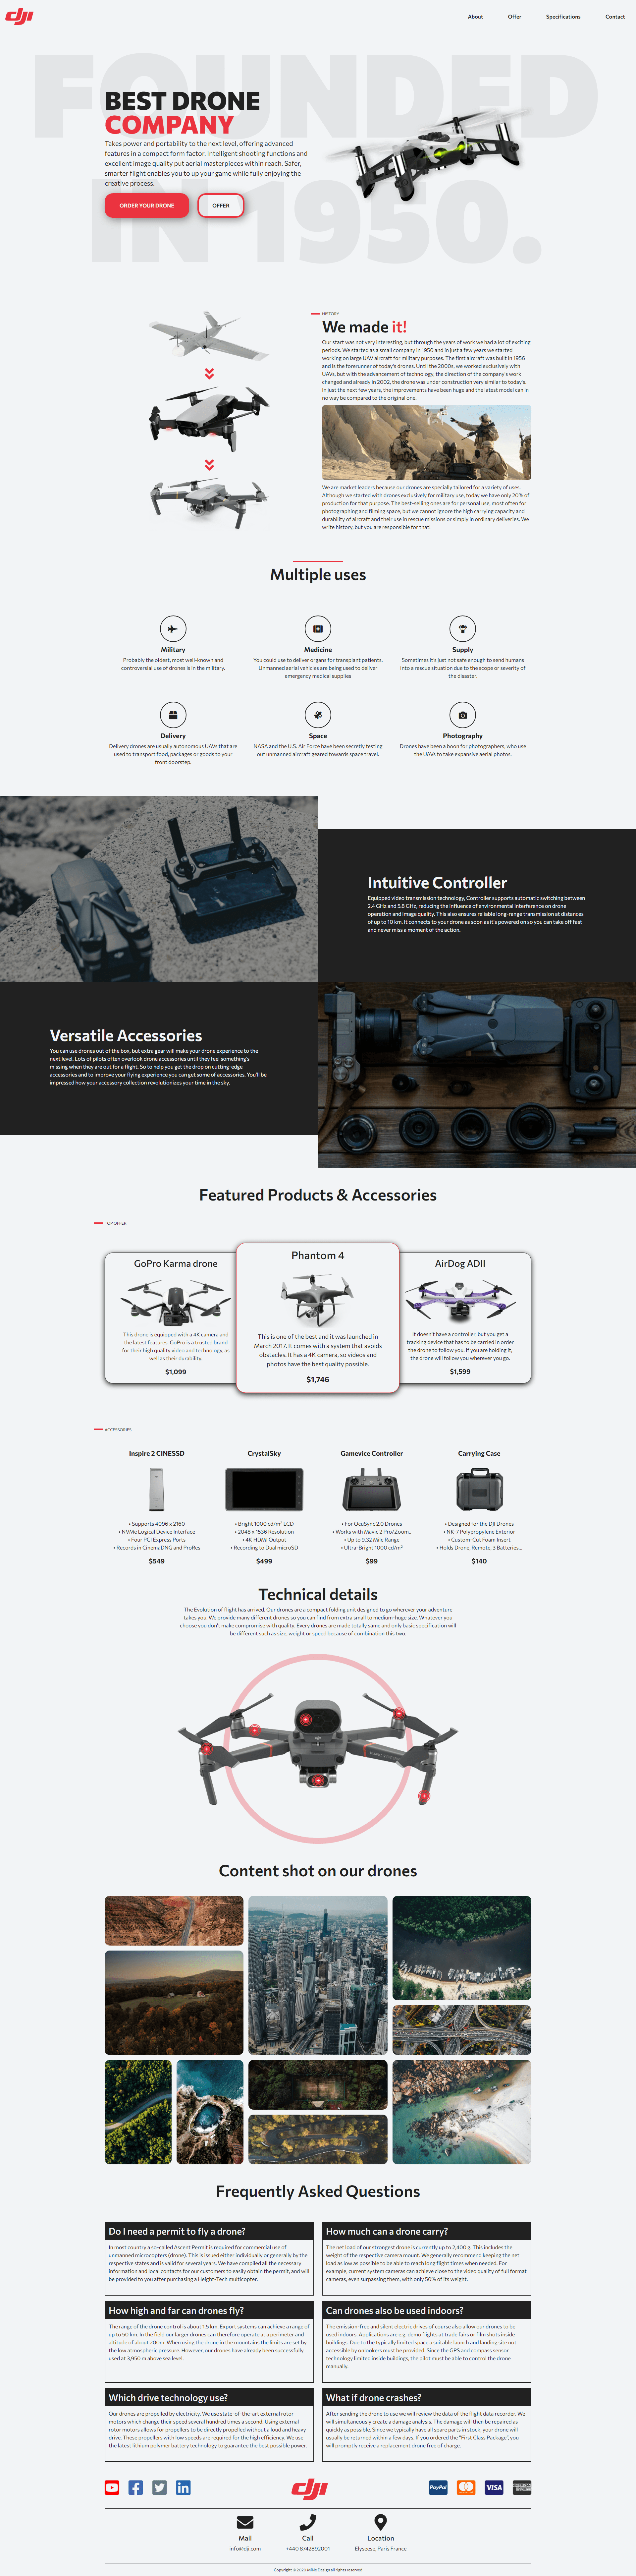 dji
About Offer Specifications Contact
FOUNDED
IN 1950.
BEST DRONE
COMPANY
Takes power and portability to the next level, offering advanced
features in a compact form factor. Intelligent shooting functions and
excellent image quality put aerial masterpieces within reach. Safer,
smarter flight enables you to up your game while fully enjoying the
creative process.
ORDER YOUR DRONE
OFFER
HISTORY
We made it!
Our start was not very interesting, but through the years of work we had a lot of exciting
periods. We started as a small company in 1950 and in just a few years we started
working on large UAV aircraft for military purposes. The first aircraft was built in 1956
and is the forerunner of today's drones. Until the 2000s, we worked exclusively with
UAVs, but with the advancement of technology, the direction of the company's work
changed and already in 2002, the drone was under construction very similar to today's.
In just the next few years, the improvements have been huge and the latest model can in
no way be compared to the original one.
We are market leaders because our drones are specially tailored for a variety of uses.
Although we started with drones exclusively for military use, today we have only 20% of
production for that purpose. The best-selling ones are for personal use, most often for
photographing and filming space, but we cannot ignore the high carrying capacity and
durability of aircraft and their use in rescue missions or simply in ordinary deliveries. We
write history, but you are responsible for that!
Multiple uses
Military
Probably the oldest, most well-known and
controversial use of drones is in the military.
Medicine
You could use to deliver organs for transplant patients.
Unmanned aerial vehicles are being used to deliver
emergency medical supplies
Supply
Sometimes it's just not safe enough to send humans
into a rescue situation due to the scope or severity of
the disaster.
Delivery
Delivery drones are usually autonomous UAVs that are
used to transport food, packages or goods to your
front doorstep.
Space
NASA and the U.S. Air Force have been secretly testing
out unmanned aircraft geared towards space travel.
Photography
Drones have been a boon for photographers, who use
the UAVs to take expansive aerial photos.
Intuitive Controller
Equipped video transmission technology, Controller supports automatic switching between
2.4 GHz and 5.8 GHz, reducing the influence of environmental interference on drone
operation and image quality. This also ensures reliable long-range transmission at distances
of up to 10 km. It connects to your drone as soon as it's powered on so you can take off fast
and never miss a moment of the action.
Versatile Accessories
You can use drones out of the box, but extra gear will make your drone experience to the
next level. Lots of pilots often overlook drone accessories until they feel something's
missing when they are out for a flight. So to help you get the drop on cutting-edge
accessories and to improve your flying experience you can get some of accessories. You'll be
impressed how your accessory collection revolutionizes your time in the sky.
Featured Products & Accessories
TOP OFFER
GoPro Karma drone
This drone is equipped with a 4K camera and
the latest features. GoPro is a trusted brand
for their high quality video and technology, as
well as their durability.
$1,099
Phantom 4
This is one of the best and it was launched in
March 2017. It comes with a system that avoids
obstacles. It has a 4K camera, so videos and
photos have the best quality possible.
$1,746
AirDog ADII
It doesn't have a controller, but you get a
tracking device that has to be carried in order
the drone to follow you. If you are holding it,
the drone will follow you wherever you go.
$1,599
ACCESSORIES
Inspire 2 CINESSD
• Supports 4096 x 2160
• NVMe Logical Device Interface
• Four PCI Express Ports
• Records in CinemaDNG and ProRes
$549
CrystalSky
• Bright 1000 cd/m² LCD
• 2048 x 1536 Resolution
• 4K HDMI Output
• Recording to Dual microSD
$499
Gamevice Controller
• For OcuSync 2.0 Drones
• Works with Mavic 2 Pro/Zoom..
• Up to 9.32 Mile Range
• Ultra-Bright 1000 cd/m²
$99
Carrying Case
• Designed for the DJI Drones
• NK-7 Polypropylene Exterior
• Custom-Cut Foam Insert
• Holds Drone, Remote, 3 Batteries...
$140
Technical details
The Evolution of flight has arrived. Our drones are a compact folding unit designed to go wherever your adventure
takes you. We provide many different drones so you can find from extra small to medium-huge size. Whatever you
choose you don't make compromise with quality. Every drones are made totally same and only basic specification will
be different such as size, weight or speed because of combination this two.
Content shot on our drones
Frequently Asked Questions
Do I need a permit to fly a drone?
In most country a so-called Ascent Permit is required for commercial use of
unmanned microcopters (drone). This is issued either individually or generally by the
respective states and is valid for several years. We have compiled all the necessary
information and local contacts for our customers to easily obtain the permit, and will
be provided to you after purchasing a Height-Tech multicopter.
How much can a drone carry?
The net load of our strongest drone is currently up to 2,400 g. This includes the
weight of the respective camera mount. We generally recommend keeping the net
load as low as possible to be able to reach long flight times when needed. For
example, current system cameras can achieve close to the video quality of full format
cameras, even surpassing them, with only 50% of its weight.
How high and far can drones fly?
The range of the drone control is about 1.5 km. Export systems can achieve a range of
up to 50 km. In the field our larger drones can therefore operate at a perimeter and
altitude of about 200m. When using the drone in the mountains the limits are set by
the low atmospheric pressure. However, our drones have already been successfully
used at 3,950 m above sea level.
Can drones also be used indoors?
The emission-free and silent electric drives of course also allow our drones to be
used indoors. Applications are e.g. demo flights at trade fairs or film shots inside
buildings. Due to the typically limited space a suitable launch and landing site not
accessible by onlookers must be provided. Since the GPS and compass sensor
technology limited inside buildings, the pilot must be able to control the drone
manually.
Which drive technology use?
Our drones are propelled by electricity. We use state-of-the-art external rotor
motors which change their speed several hundred times a second. Using external
rotor motors allows for propellers to be directly propelled without a loud and heavy
drive. These propellers with low speeds are required for the high efficiency. We use
the latest lithium polymer battery technology to guarantee the best possible power.
What if drone crashes?
After sending the drone to use we will review the data of the flight data recorder. We
will simultaneously create a damage analysis. The damage will then be repaired as
quickly as possible. Since we typically have all spare parts in stock, your drone will
usually be returned within a few days. If you ordered the "First Class Package", you
will promptly receive a replacement drone free of charge.
dji
PayPal
VISA
Mail
info@dji.com
Call
+440 8742892001
Location
Elyseese, Paris France
Copyright © 2020 MiNe.Design all rights reserved